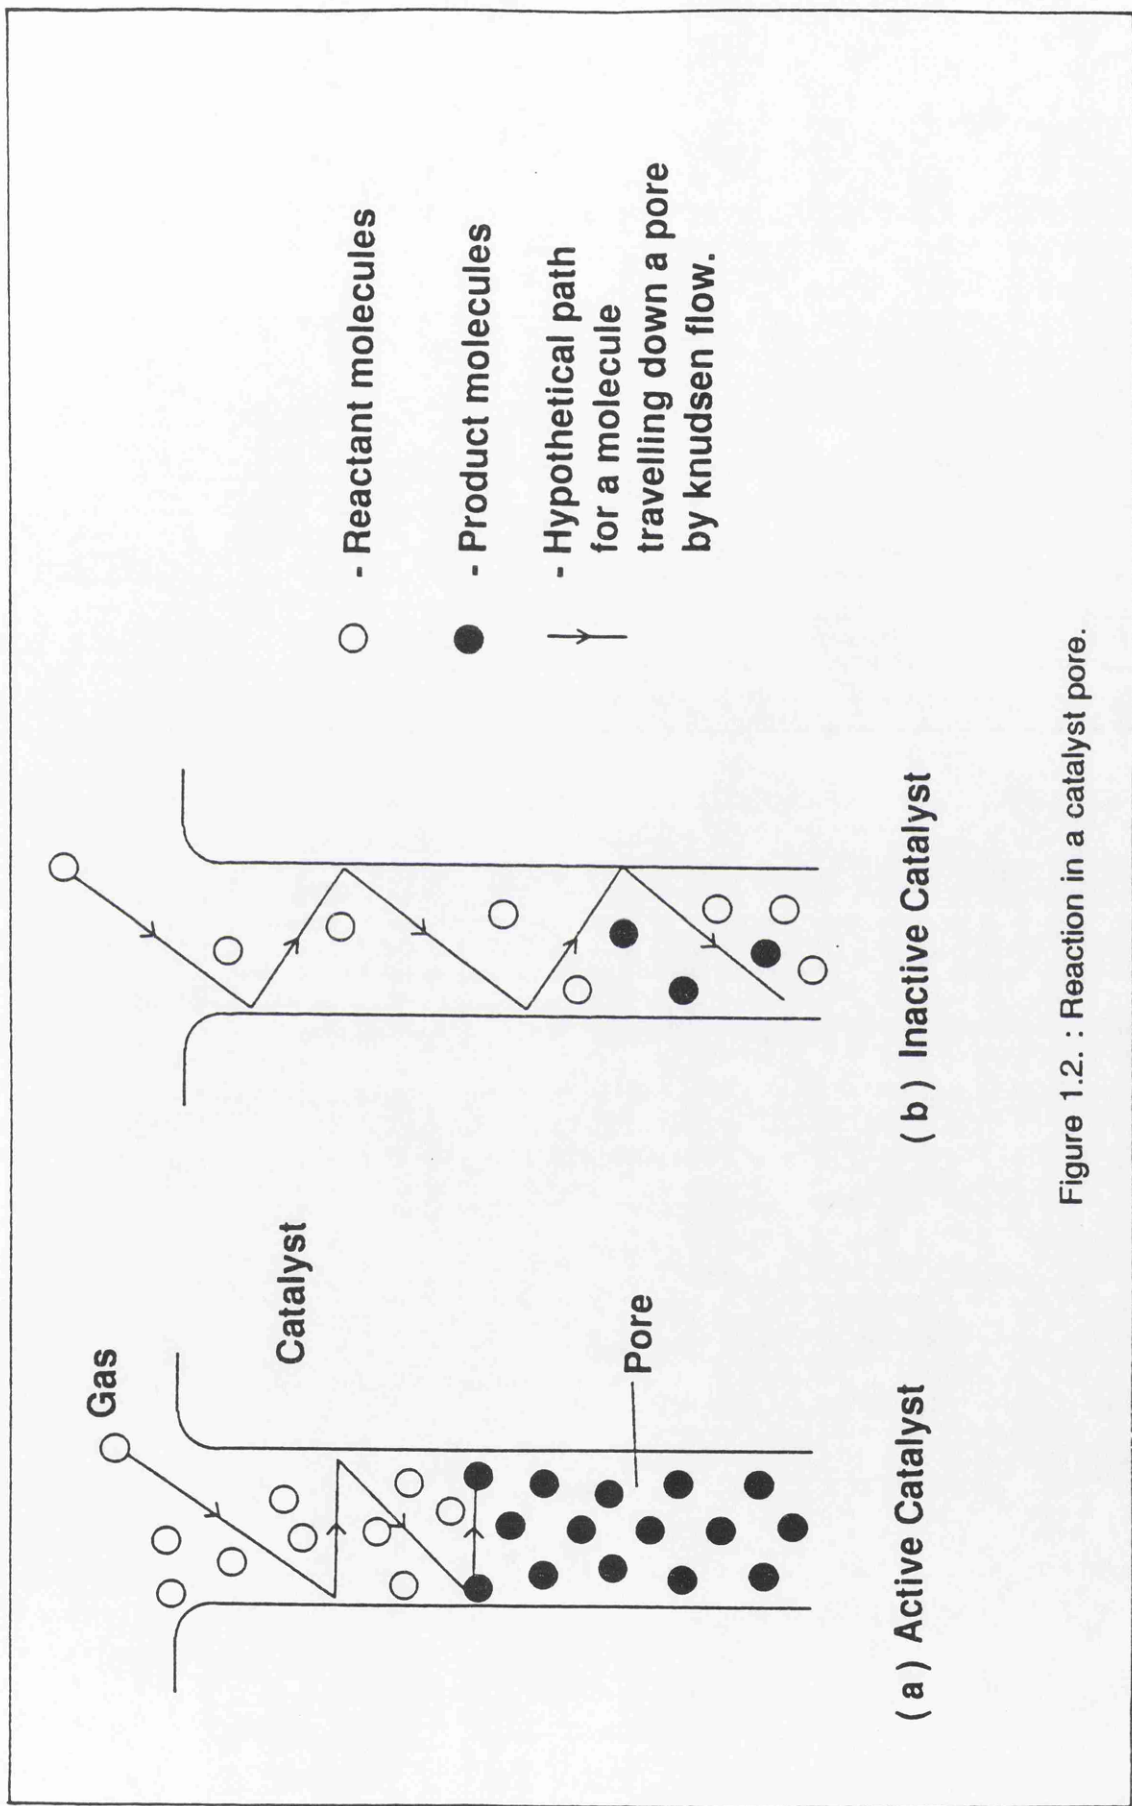 Gas
Catalyst
Pore
- Reactant molecules
- Product molecules
- Hypothetical path
for a molecule
travelling down a pore
by knudsen flow.
( a ) Active Catalyst
( b ) Inactive Catalyst
Figure 1.2. : Reaction in a catalyst pore.